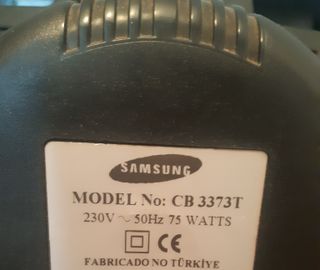 SAMSUNG
MODEL No: CB 3373T
230V ~ 50Hz 75 WATTS
CE
FABRICADO NO TÜRKİYE